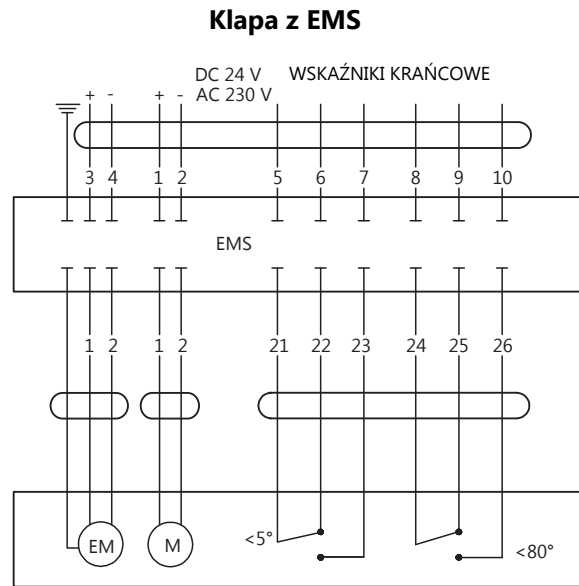 Klapa z EMS
DC 24 V WSKAŹNIKI KRAŃCOWE
+ - + - AC 230 V
3 4 1 2 5 6 7 8 9 10
EMS
1 2 1 2 21 22 23 24 25 26
EM M <5° <80°